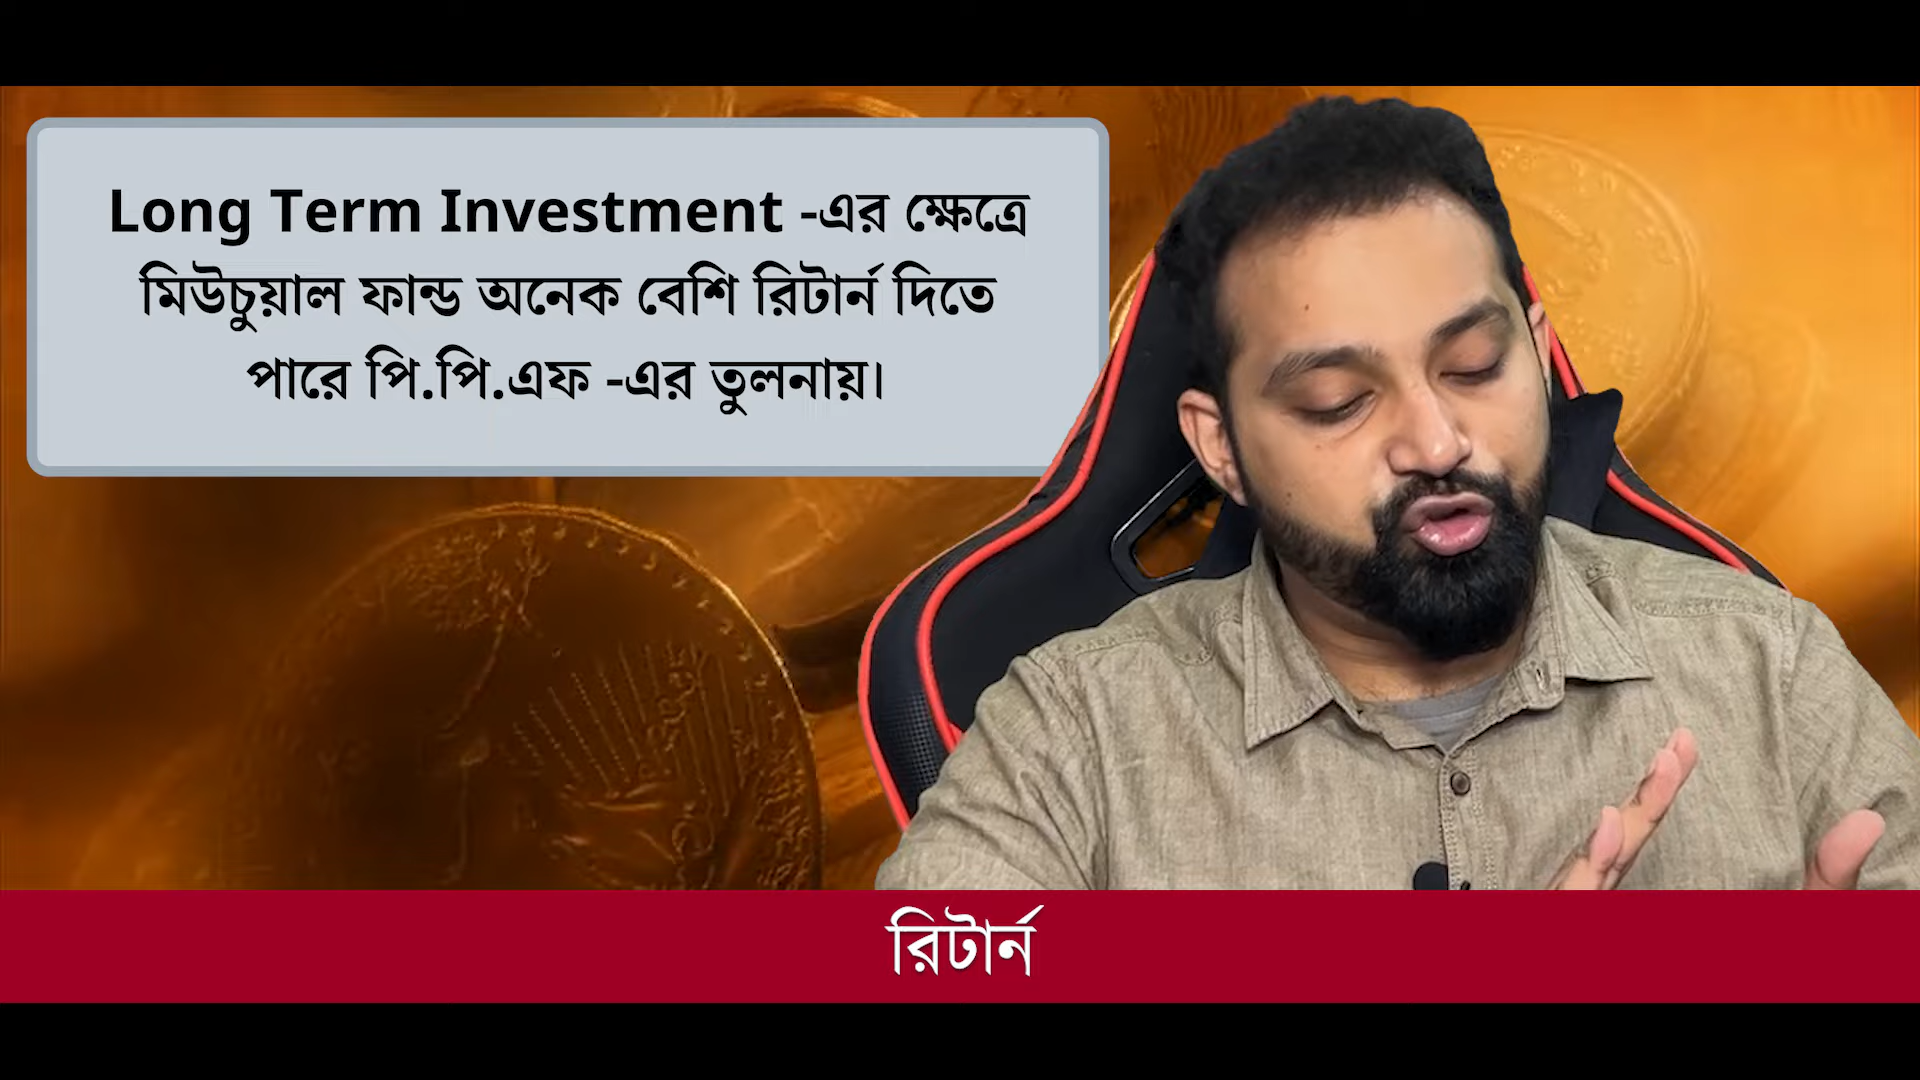 Long Term Investment -এর ক্ষেত্রে
মিউচুয়াল ফান্ড অনেক বেশি রিটার্ন দিতে
পারে পি.পি.এফ -এর তুলনায়।
রিটার্ন